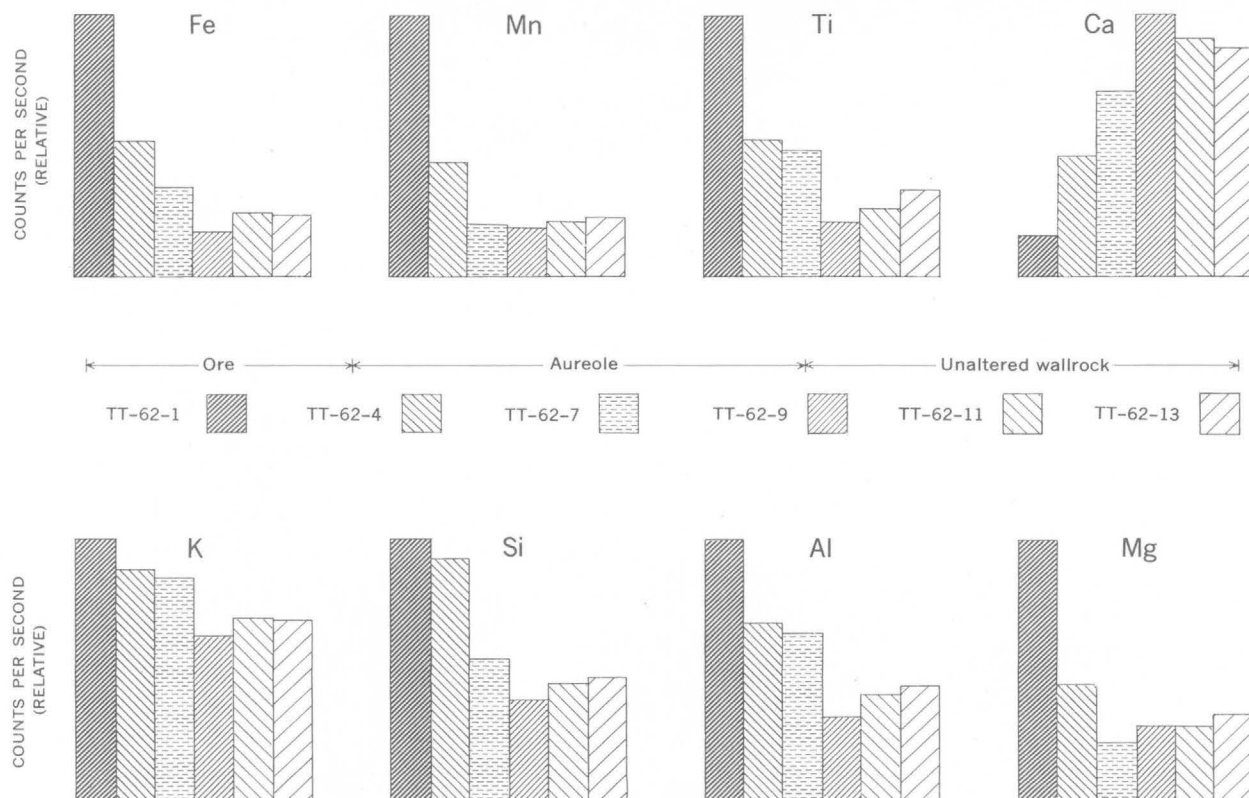 COUNTS PER SECOND
(RELATIVE)
Fe
Mn
Ti
Ca
Ore
Aureole
Unaltered wallrock
TT-62-1
TT-62-4
TT-62-7
TT-62-9
TT-62-11
TT-62-13
COUNTS PER SECOND
(RELATIVE)
K
Si
Al
Mg